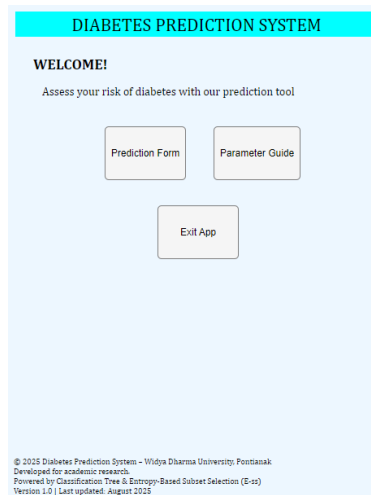 DIABETES PREDICTION SYSTEM
WELCOME!
Assess your risk of diabetes with our prediction tool
Prediction Form
Parameter Guide
Exit App
© 2025 Diabetes Prediction System – Widya Dharma University, Pontianak
Developed for academic research.
Powered by Classification Tree & Entropy-Based Subset Selection (E-ss)
Version 1.0 | Last updated: August 2025